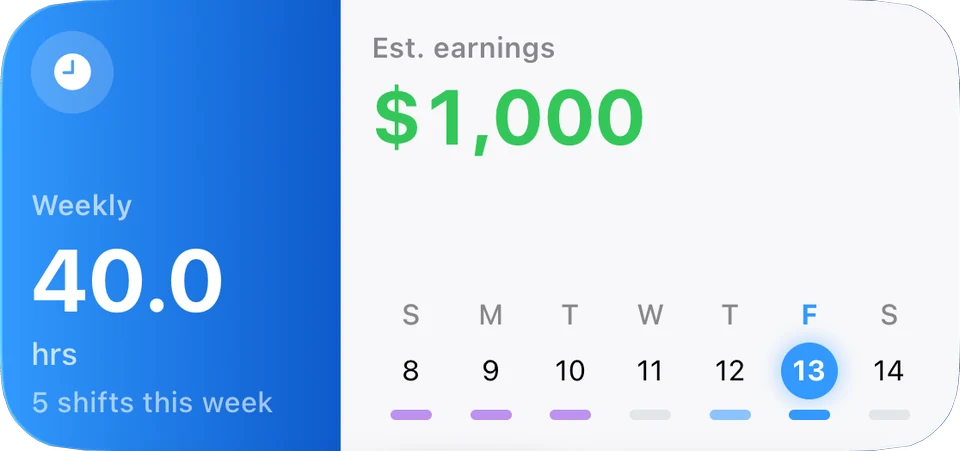 Weekly
40.0
hrs
5 shifts this week
Est. earnings
$1,000
S M T W T F S
8 9 10 11 12 13 14